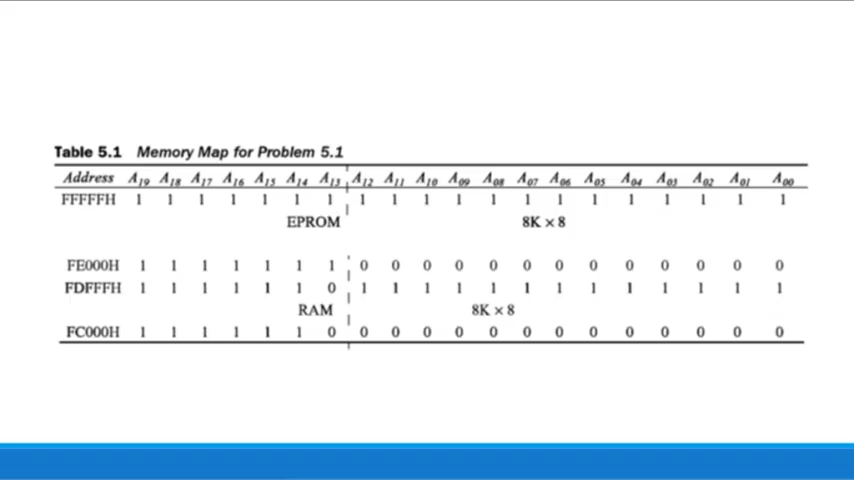 Table 5.1 Memory Map for Problem 5.1
Address A19 A18 A17 A16 A15 A14 A13 A12 A11 A10 A09 A08 A07 A06 A05 A04 A03 A02 A01 A00
FFFFFH 1 1 1 1 1 1 1 1 1 1 1 1 1 1 1 1 1 1 1 1
EPROM 8K × 8
FE000H 1 1 1 1 1 1 1 0 0 0 0 0 0 0 0 0 0 0 0 0
FDFFFH 1 1 1 1 1 1 0 1 1 1 1 1 1 1 1 1 1 1 1 1
RAM 8K × 8
FC000H 1 1 1 1 1 1 0 0 0 0 0 0 0 0 0 0 0 0 0 0